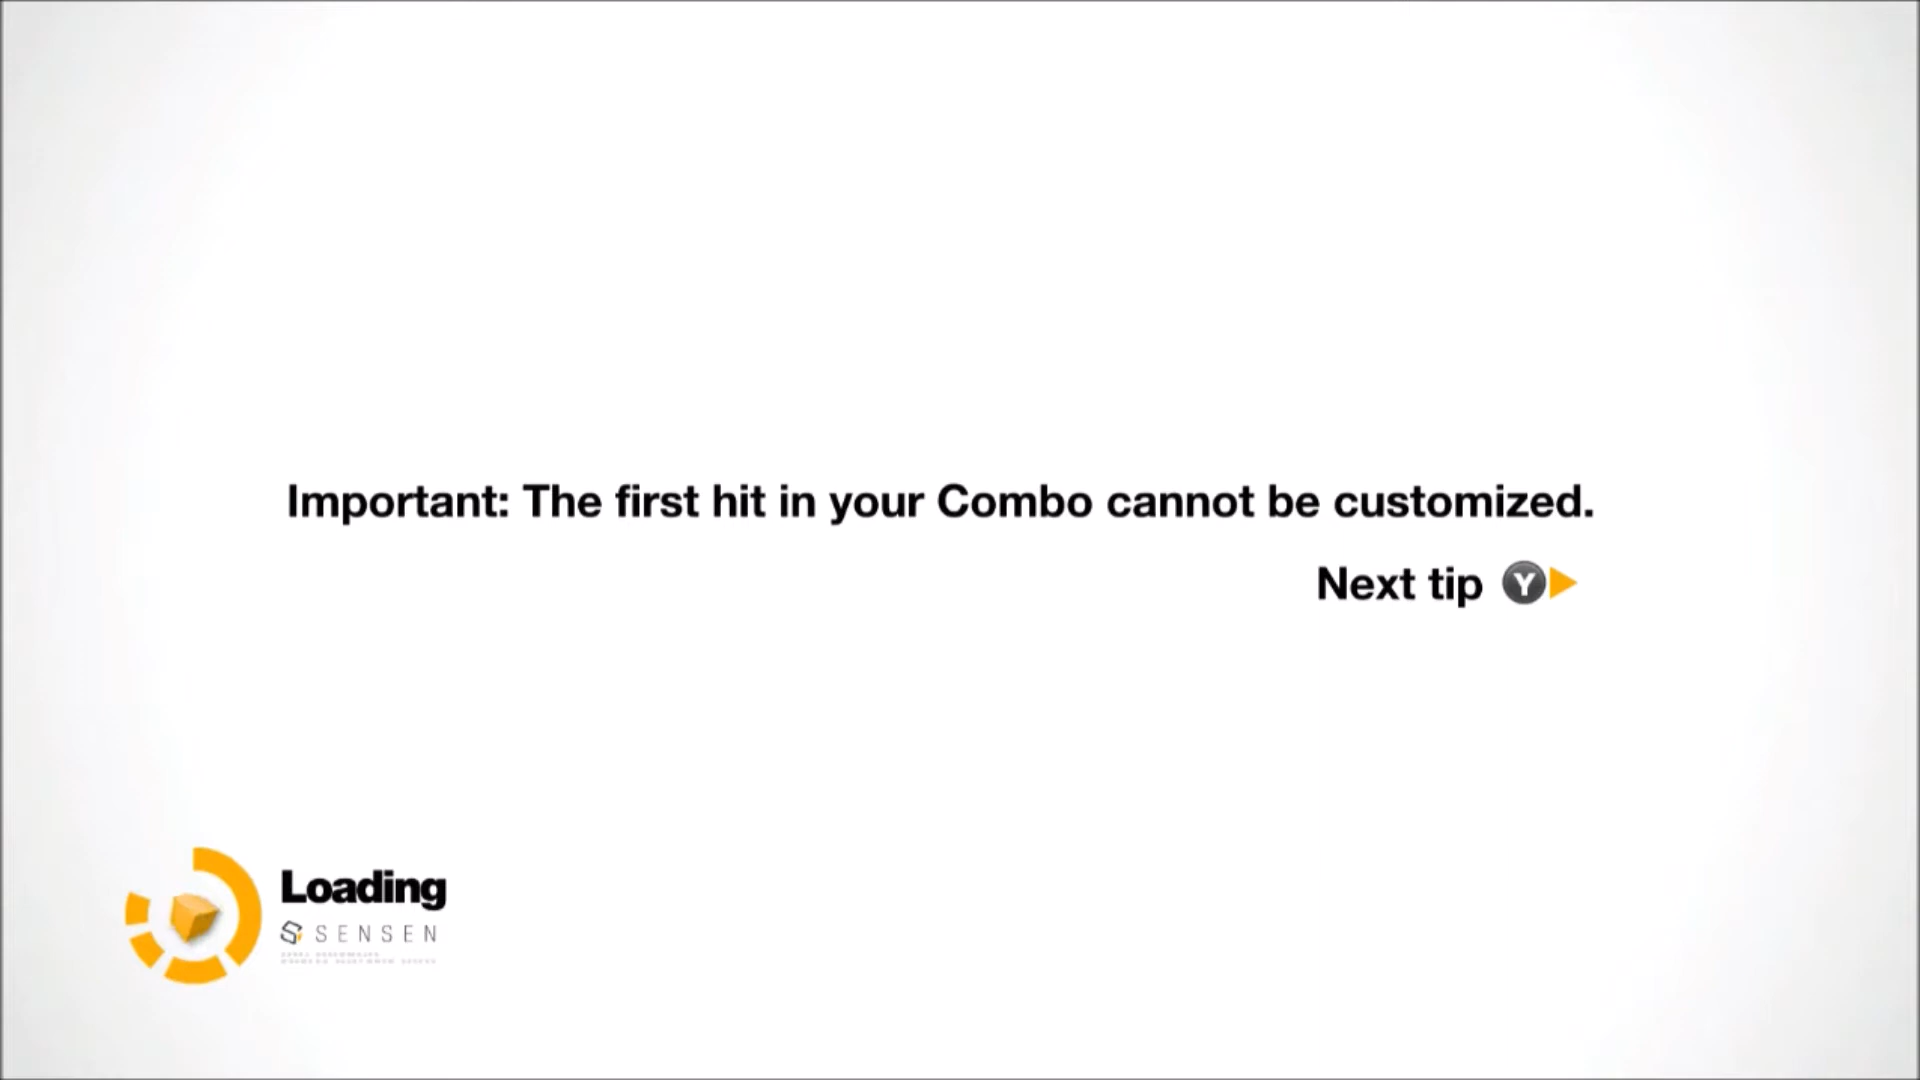 Important: The first hit in your Combo cannot be customized.
Next tip Y
Loading
SENSEN